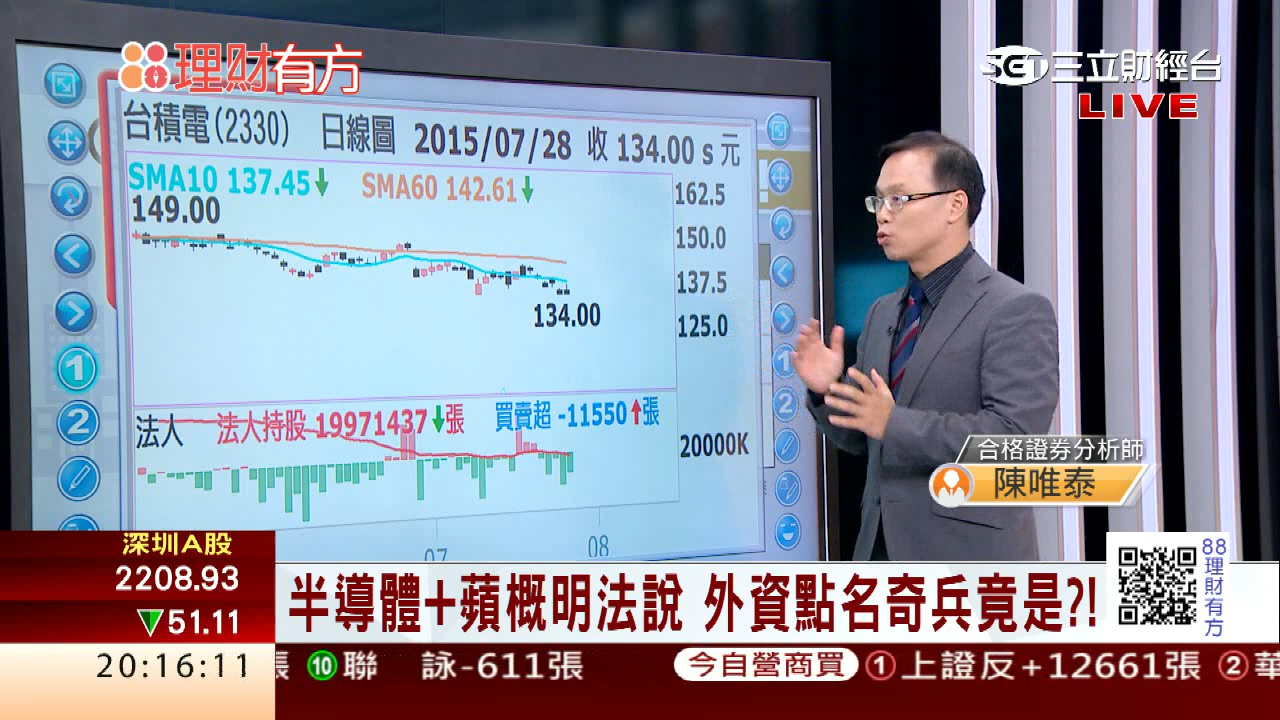 理財有方
三立財經台
LIVE
台積電(2330) 日線圖 2015/07/28 收 134.00 s 元
SMA10 137.45↓ SMA60 142.61↓
149.00
162.5
150.0
137.5
125.0
134.00
法人 法人持股 19971437↓張 買賣超 -11550↑張
20000K
07 08
1
2
1
2
合格證券分析師
陳唯泰
深圳A股
2208.93
▼51.11
半導體+蘋概明法說 外資點名奇兵竟是?!
88理財有方
20:16:11
張 10 聯 詠-611張 今自營商買 1 上證反+12661張 2 華